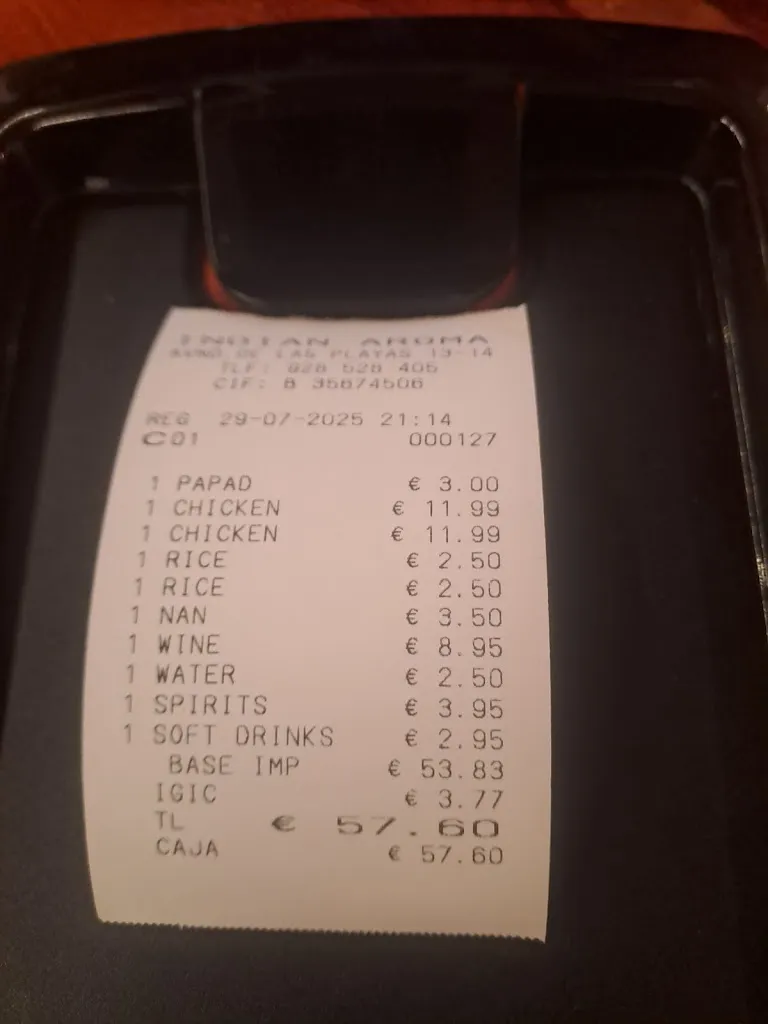 INDIAN AROMA
DE LAS PLAYAS 13-14
TLF: 928 528 405
CIF: B
REG 29-07-2025 21:14
C01 000127
1 PAPAD € 3.00
1 CHICKEN € 11.99
1 CHICKEN € 11.99
1 RICE € 2.50
1 RICE € 2.50
1 NAN € 3.50
1 WINE € 8.95
1 WATER € 2.50
1 SPIRITS € 3.95
1 SOFT DRINKS € 2.95
BASE IMP € 53.83
IGIC € 3.77
TL € 57.60
CAJA € 57.60